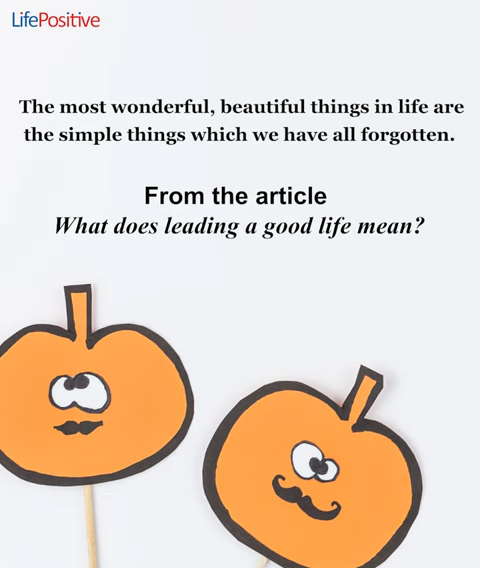 LifePositive
The most wonderful, beautiful things in life are
the simple things which we have all forgotten.
From the article
What does leading a good life mean?